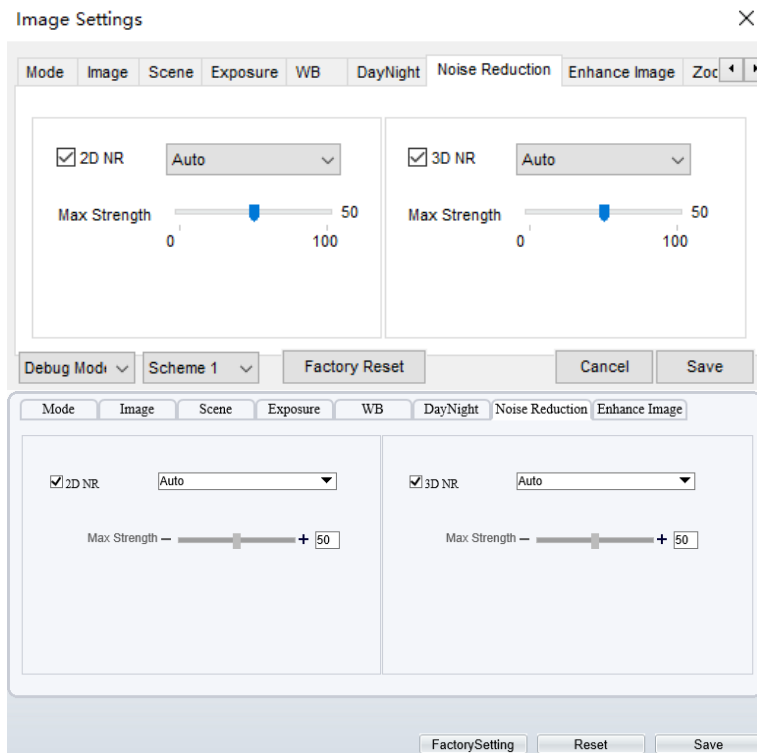 Image Settings
Mode Image Scene Exposure WB DayNight Noise Reduction Enhance Image
2D NR Auto 3D NR Auto
Max Strength 50 Max Strength 50
0 100 0 100
Scheme 1 Factory Reset Cancel Save
Mode Image Scene Exposure WB DayNight Noise Reduction Enhance Image
2D NR Auto 3D NR Auto
Max Strength 50 Max Strength 50
FactorySetting Reset Save